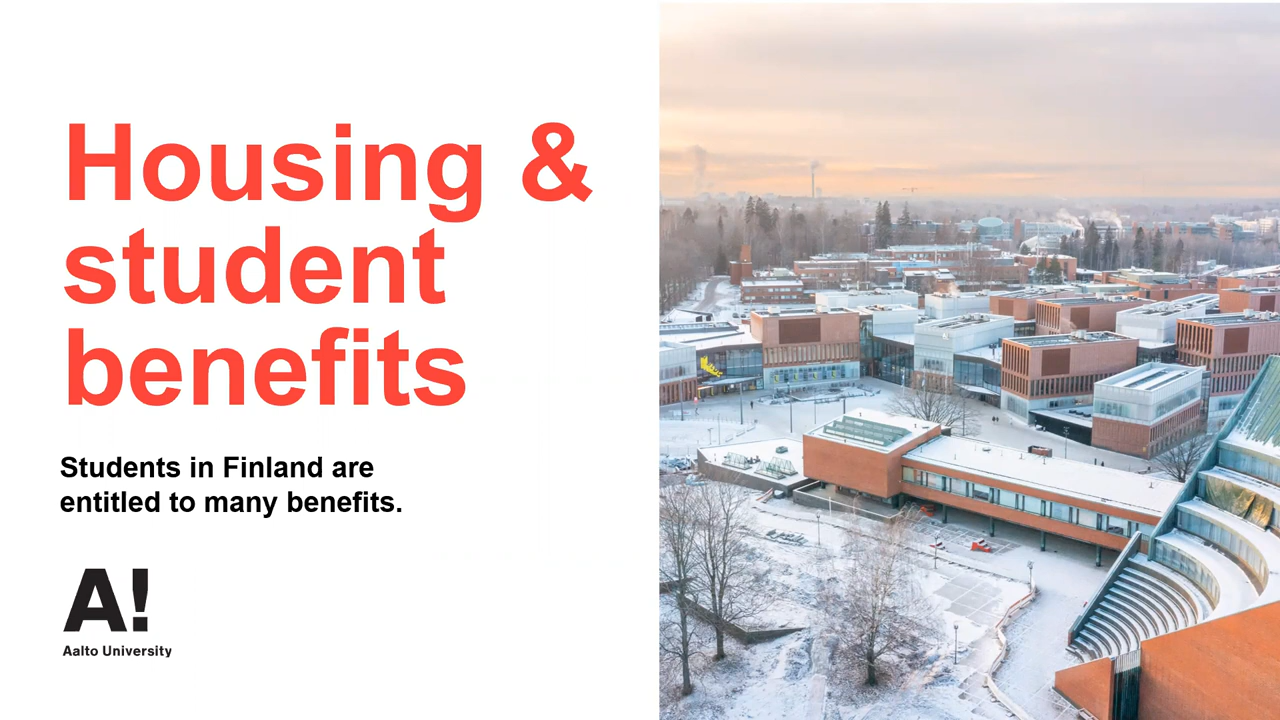 Housing &
student
benefits
Students in Finland are
entitled to many benefits.
A!
Aalto University